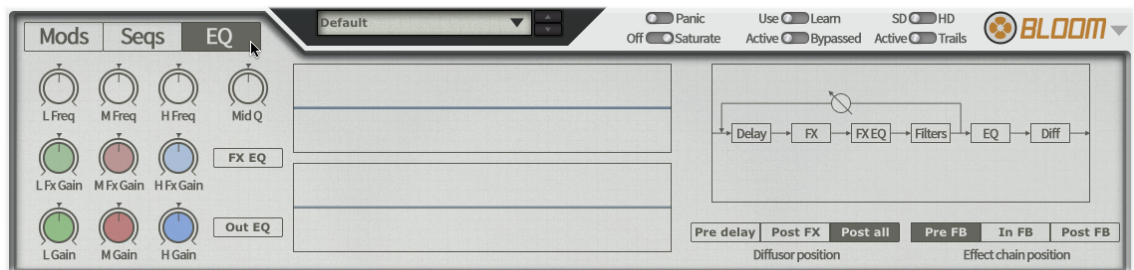 Default
Panic
Use Learn
SD HD
Off Saturate
Active Bypassed
Active Trails
BLOOM
Mods Seqs EQ
L Freq M Freq H Freq Mid Q
L Fx Gain M Fx Gain H Fx Gain
FX EQ
L Gain M Gain H Gain
Out EQ
Delay FX FX EQ Filters EQ Diff
Pre delay Post FX Post all
Diffusor position
Pre FB In FB Post FB
Effect chain position